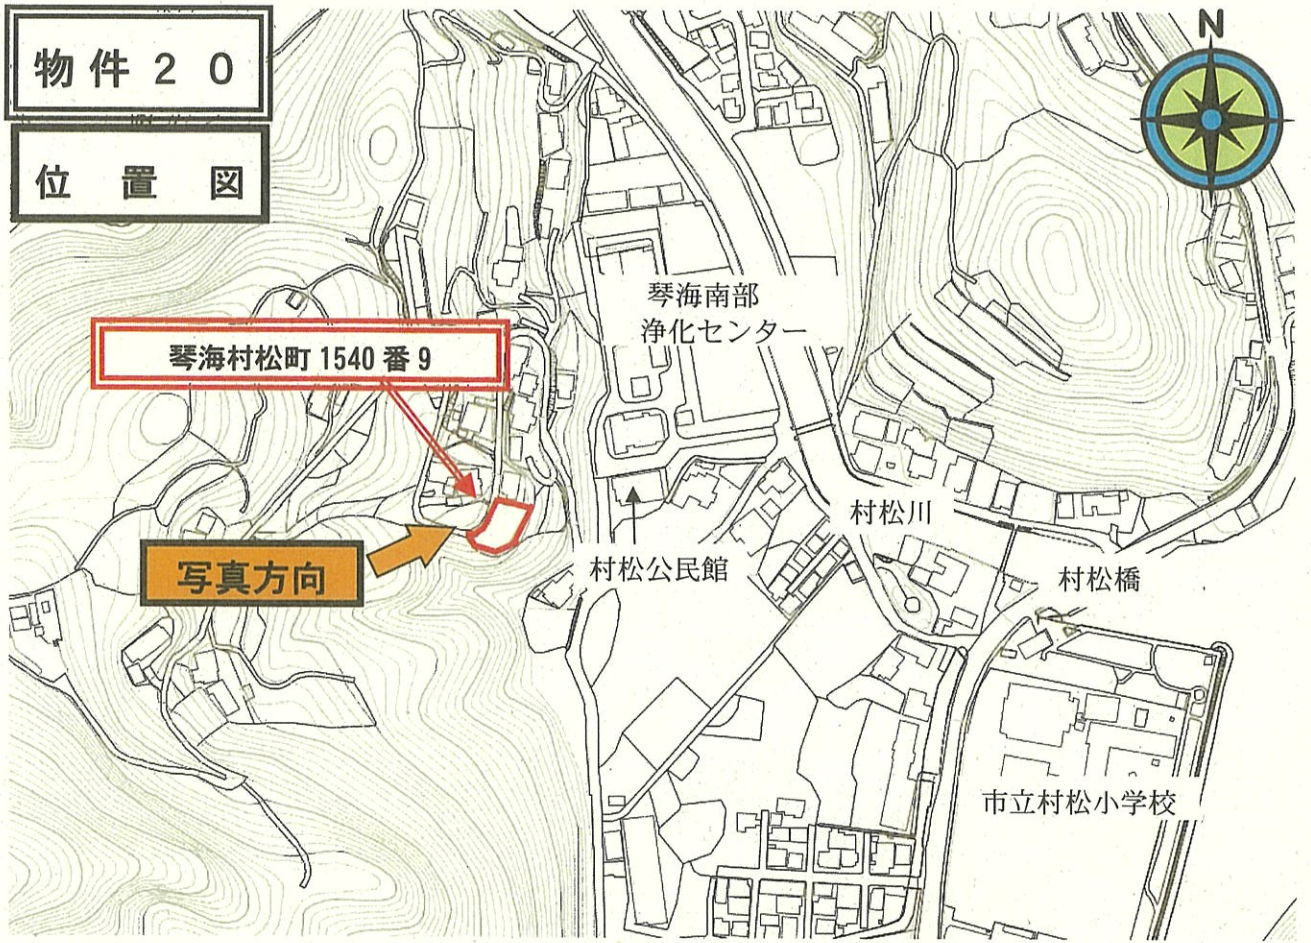 物件20
位置図
N
琴海南部
浄化センター
琴海村松町 1540 番 9
村松川
写真方向
村松公民館
村松橋
市立村松小学校